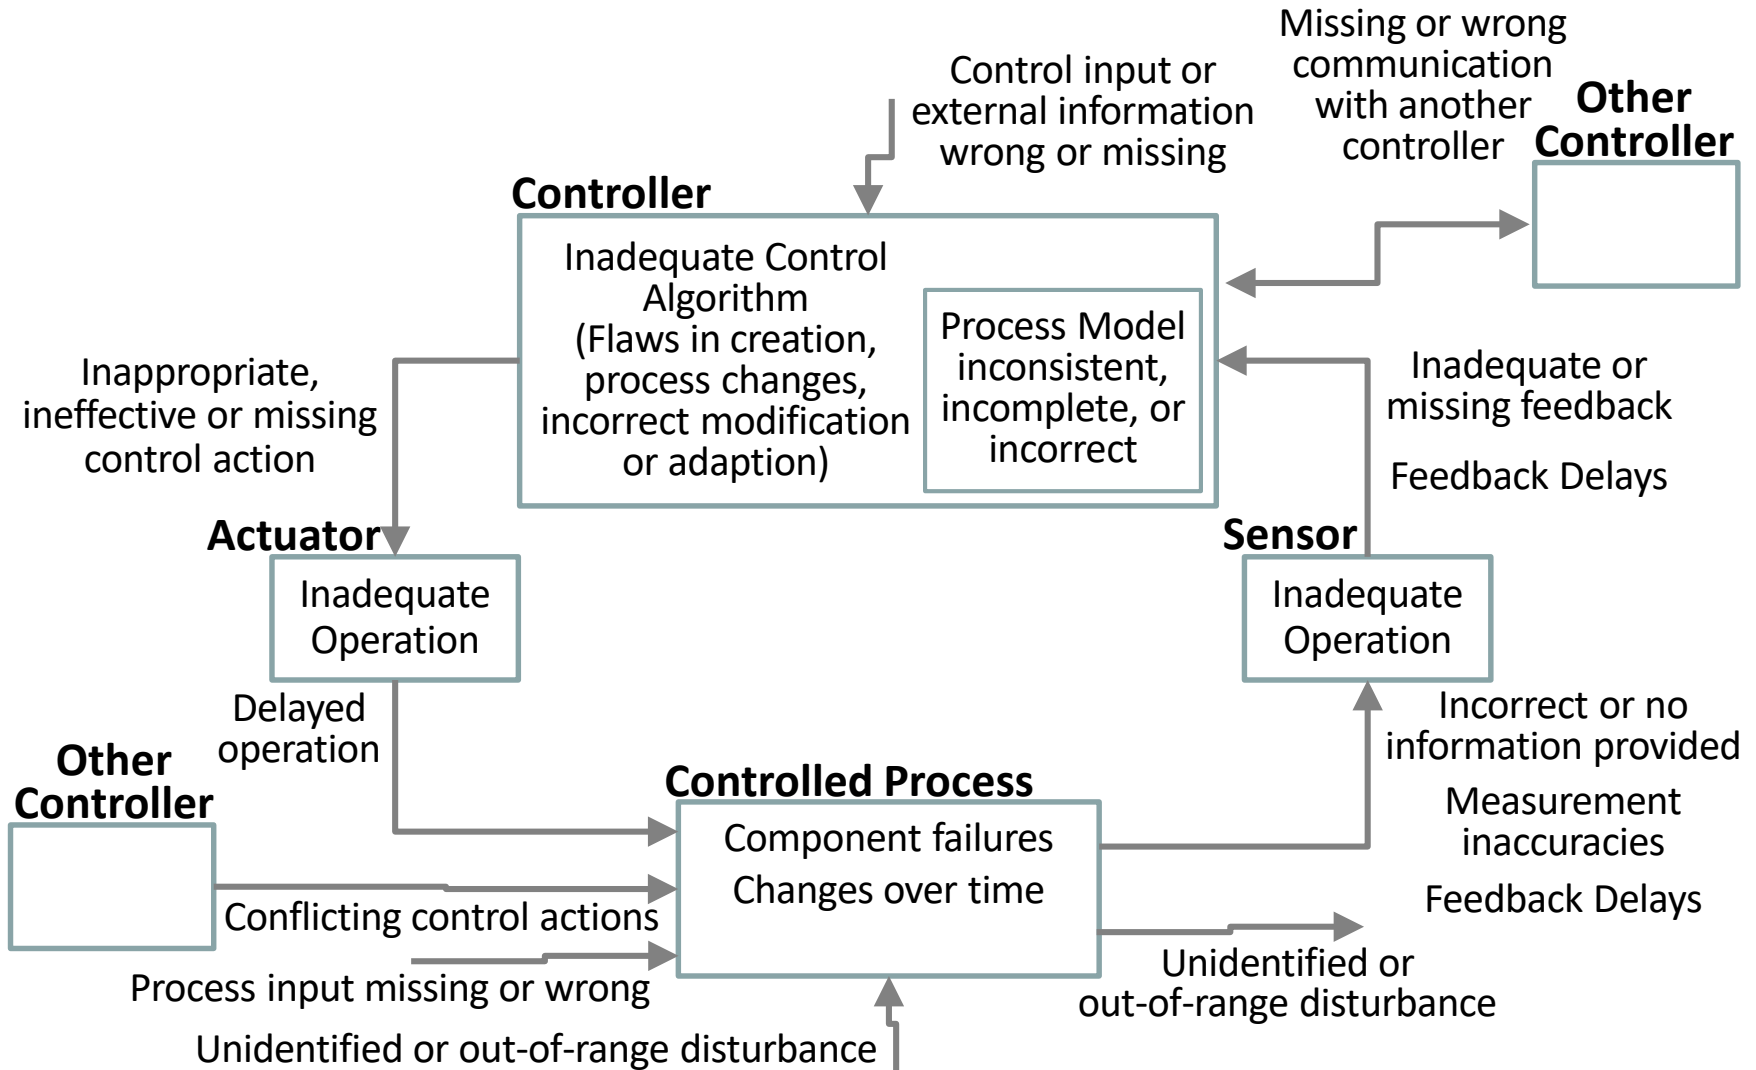 Missing or wrong
communication
with another
controller
Control input or
external information
wrong or missing
Other
Controller
Controller
Inadequate Control
Algorithm
(Flaws in creation,
process changes,
incorrect modification
or adaption)
Process Model
inconsistent,
incomplete, or
incorrect
Inappropriate,
ineffective or missing
control action
Inadequate or
missing feedback
Feedback Delays
Actuator
Inadequate
Operation
Sensor
Inadequate
Operation
Delayed
operation
Incorrect or no
information provided
Measurement
inaccuracies
Feedback Delays
Other
Controller
Controlled Process
Component failures
Changes over time
Conflicting control actions
Process input missing or wrong
Unidentified or
out-of-range disturbance
Unidentified or out-of-range disturbance